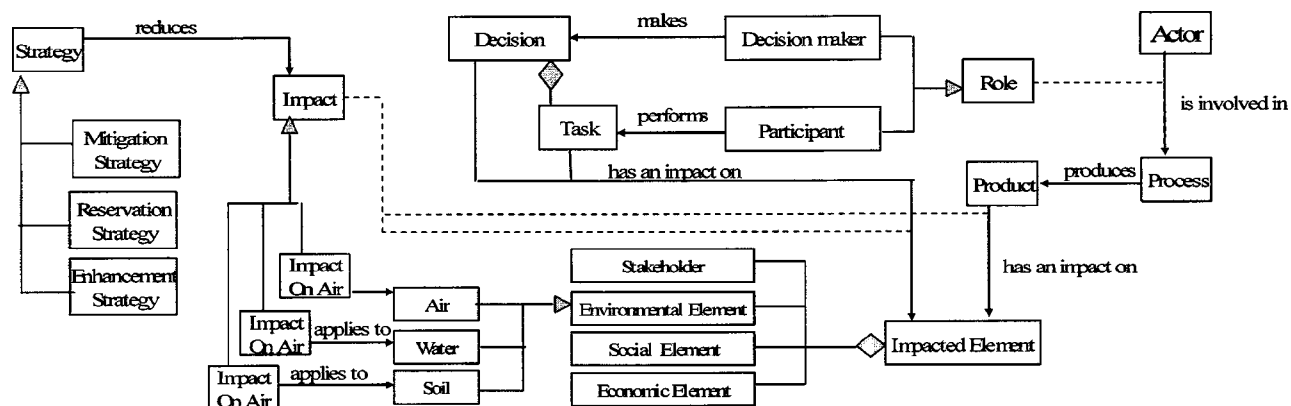 Strategy
reduces
Impact
Mitigation
Strategy
Reservation
Strategy
Enhancement
Strategy
Impact
On Air
Impact
On Air
Impact
On Air
applies to
applies to
Air
Water
Soil
Decision
makes
Decision maker
Task
performs
Participant
has an impact on
Role
Actor
is involved in
Process
produces
Product
has an impact on
Stakeholder
Environmental Element
Social Element
Economic Element
Impacted Element